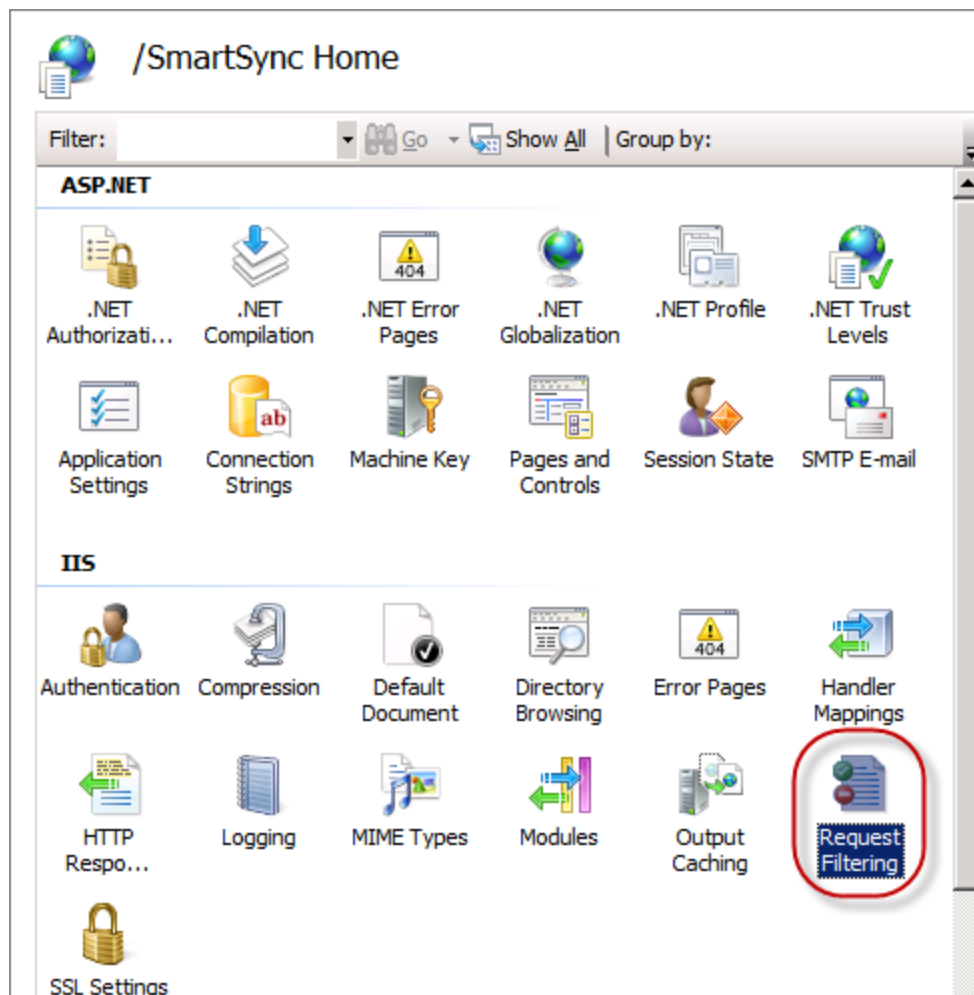 /SmartSync Home
Filter:
Go
Show All
Group by:
ASP.NET
.NET
Authorizati...
.NET
Compilation
.NET Error
Pages
.NET
Globalization
.NET Profile
.NET Trust
Levels
404
Application
Settings
Connection
Strings
Machine Key
Pages and
Controls
Session State
SMTP E-mail
ab
IIS
Authentication
Compression
Default
Document
Directory
Browsing
Error Pages
Handler
Mappings
404
HTTP
Respo...
Logging
MIME Types
Modules
Output
Caching
Request
Filtering
SSL Settings